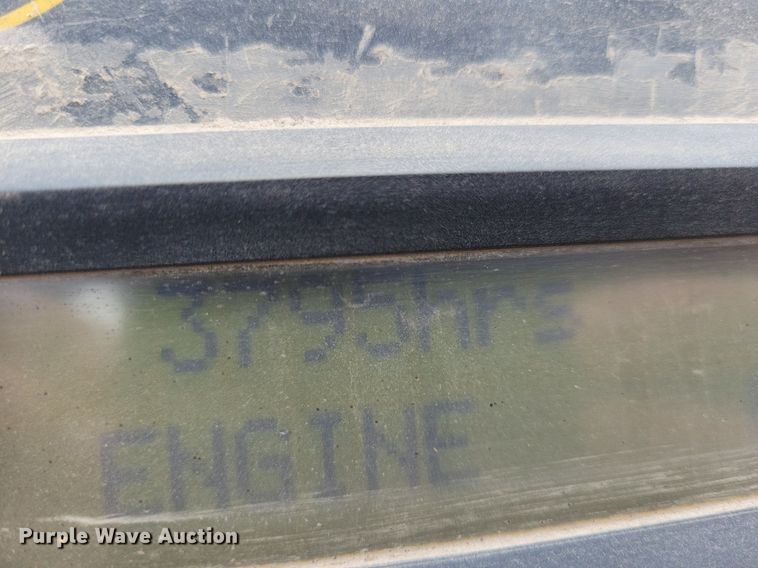 3795hrs
ENGINE
Purple Wave Auction